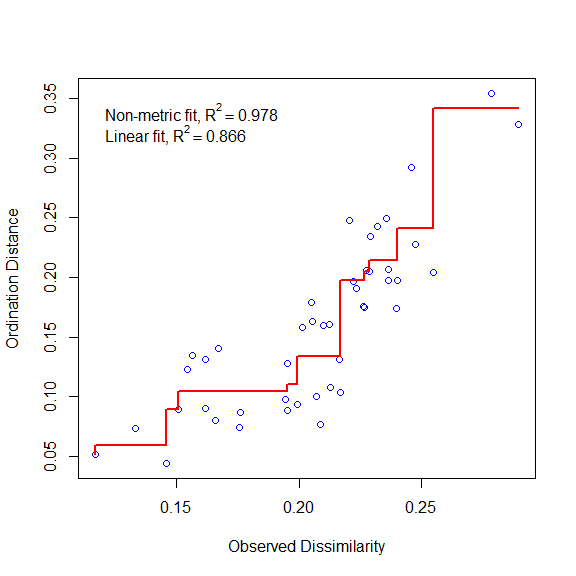 Non-metric fit, R² = 0.978
Linear fit, R² = 0.866
0.35
0.30
0.25
0.20
0.15
0.10
0.05
Ordination Distance
0.15 0.20 0.25
Observed Dissimilarity